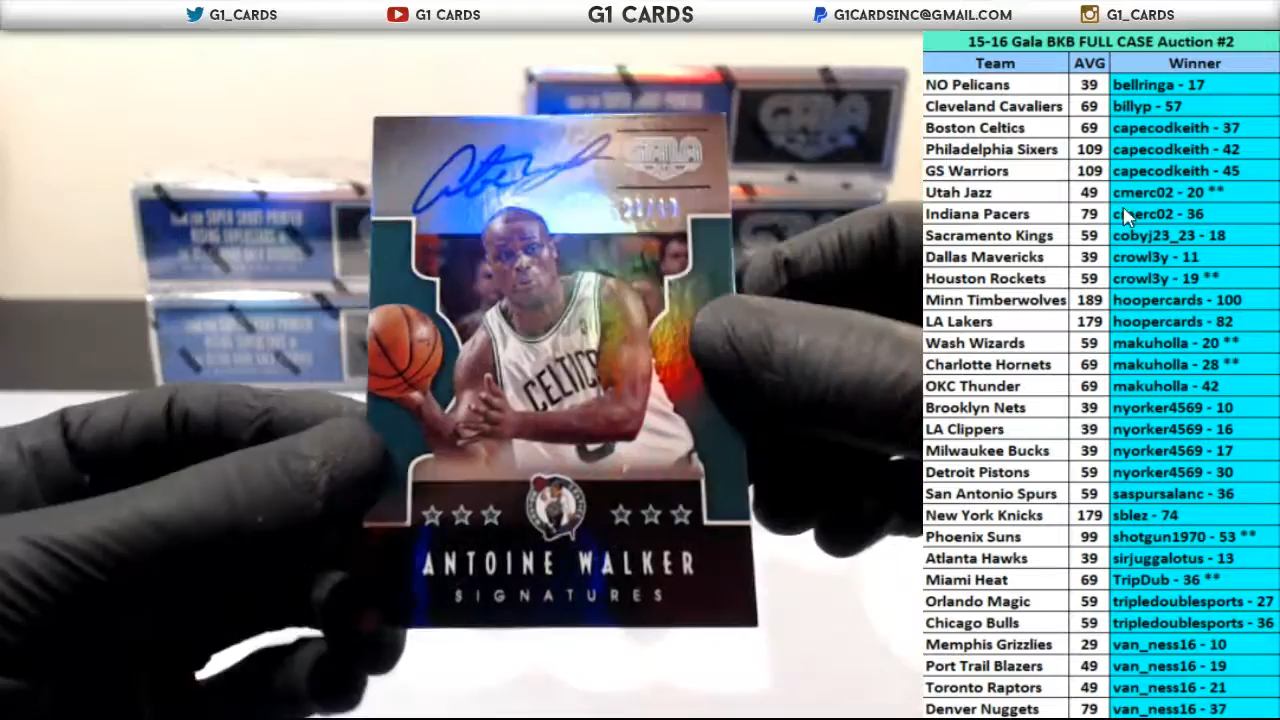 G1_CARDS G1 CARDS G1 CARDS G1CARDSINC@GMAIL.COM G1_CARDS
15-16 Gala BKB FULL CASE Auction #2
Team AVG Winner
NO Pelicans 39 bellringa - 17
Cleveland Cavaliers 69 billyp - 57
Boston Celtics 69 capecodkeith - 37
Philadelphia Sixers 109 capecodkeith - 42
GS Warriors 109 capecodkeith - 45
Utah Jazz 49 cmerc02 - 20 **
Indiana Pacers 79 cmerc02 - 36
Sacramento Kings 59 cobyj23_23 - 18
Dallas Mavericks 39 crowl3y - 11
Houston Rockets 59 crowl3y - 19 **
Minn Timberwolves 189 hoopercards - 100
LA Lakers 179 hoopercards - 82
Wash Wizards 59 makuholla - 20 **
Charlotte Hornets 69 makuholla - 28 **
OKC Thunder 69 makuholla - 42
Brooklyn Nets 39 nyorker4569 - 10
LA Clippers 39 nyorker4569 - 16
Milwaukee Bucks 39 nyorker4569 - 17
Detroit Pistons 59 nyorker4569 - 30
San Antonio Spurs 59 saspursalanc - 36
New York Knicks 179 sblez - 74
Phoenix Suns 99 shotgun1970 - 53 **
Atlanta Hawks 39 sirjuggalotus - 13
Miami Heat 69 TripDub - 36 **
Orlando Magic 59 tripledoublesports - 27
Chicago Bulls 59 tripledoublesports - 36
Memphis Grizzlies 29 van_ness16 - 10
Port Trail Blazers 49 van_ness16 - 19
Toronto Raptors 49 van_ness16 - 21
Denver Nuggets 79 van_ness16 - 37
GALA
CELTICS
ANTOINE WALKER
SIGNATURES